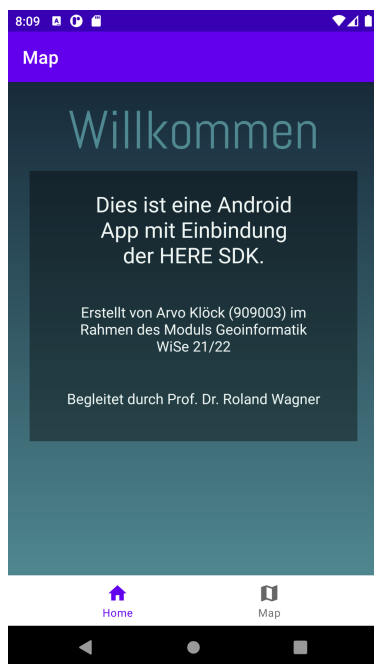 8:09
Map
Willkommen
Dies ist eine Android
App mit Einbindung
der HERE SDK.
Erstellt von Arvo Klöck (909003) im
Rahmen des Moduls Geoinformatik
WiSe 21/22
Begleitet durch Prof. Dr. Roland Wagner
Home
Map